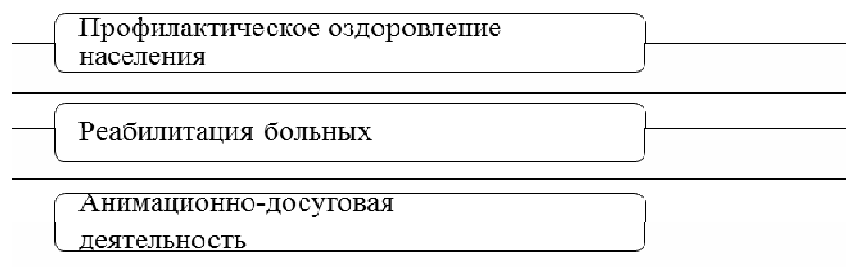 Профилактическое оздоровление
населения
Реабилитация больных
Анимационно-досуговая
деятельность